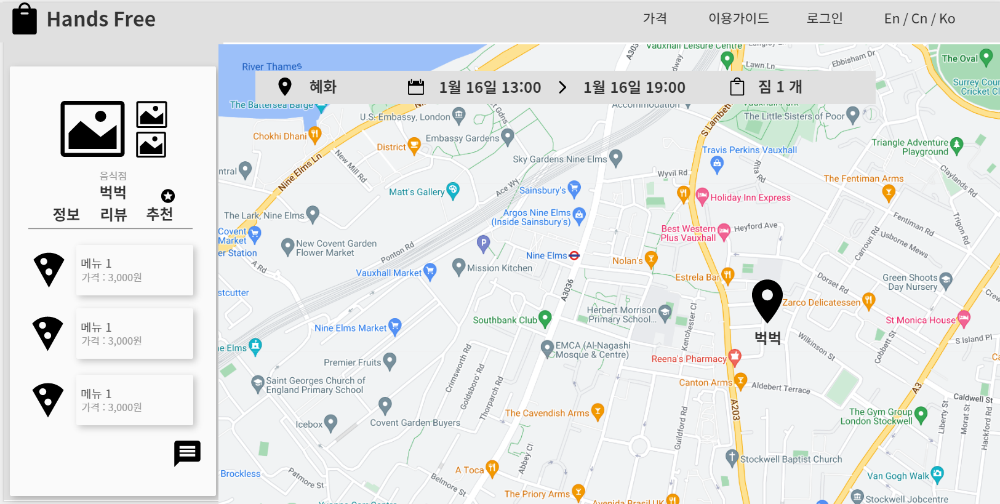 Hands Free
가격
이용가이드
로그인
En / Cn / Ko
음식점
벅벅
정보
리뷰
추천
메뉴 1
가격 : 3,000원
메뉴 1
가격 : 3,000원
메뉴 1
가격 : 3,000원
혜화
1월 16일 13:00
1월 16일 19:00
짐 1 개
River Thames
Vauxhall Leisure Centre
Lawn Ln
Ebbisham Dr
The Oval
The Battersea Barge
U.S. Embassy, London
Accommodation
Vauxhall Park
The Little Sisters of Poor
Chokhi Dhani
District
Embassy Gardens
S Lambeth
Triangle Adventure
Playground
Travis Perkins Vauxhall
Sky Gardens Nine Elms
Nine Elms Ln
New Mill Rd
Wyvil Rd
Rita Rd
Claylands Rd
The Fentiman Arms
Matt's Gallery
Ace Wy
Sainsbury's
Holiday Inn Express
The Lark, Nine Elms
Argos Nine Elms
(Inside Sainsbury's)
Best Western
Plus Vauxhall
Heyford Ave
Fentiman Rd
Trigon Rd
Usborne Mews
Carroun Rd
Covent
Market
er Station
New Covent Garden
Flower Market
Ponton Rd
Nine Elms
Nolan's
Mission Kitchen
Vauxhall Market
Estrela Bar
Green Shoots
Day Nursery
Dorset Rd
A3036
Zarco Delicatessen
Herbert Morrison
Primary School...
Southbank Club
Kenchester Cl
St Monica House
Nine Elms Market
벅벅
Wilkinson St
Cobbett St
S Island Pl
EMCA (Al-Nagashi
Mosque & Centre)
Reena's Pharmacy
Premier Fruits
Crimsworth Rd
Goldsboro' Rd
Thorparch Rd
Saint Georges Church of
England Primary School
Canton Arms
Aldebert Terrace
A3
Caldwell St
A203
The Cavendish Arms
The Gym Group
London Stockwell
Guildford Rd
Liberty St
Morat St
Hackford Rd
Icebox
Covent Garden Buyers
Stockwell Baptist Church
Abbey Cl
A Toca
Brockless
Patmore St
Belmore St
Van Gogh Walk
The Priory Arms
Avenida Brasil UK
Stockwell Jobcentre